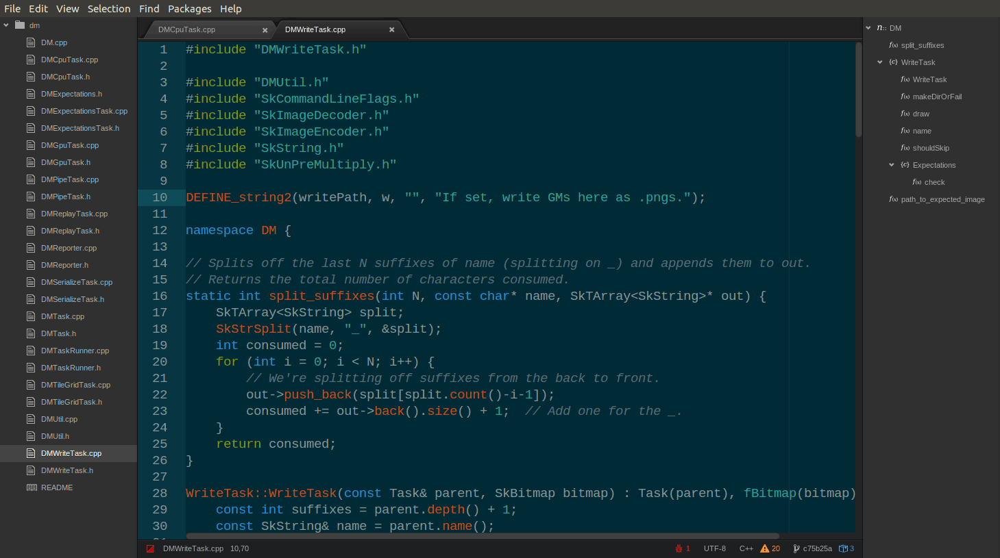 File Edit View Selection Find Packages Help
dm
DM.cpp
DMCpuTask.cpp
DMCpuTask.h
DMExpectations.h
DMExpectationsTask.cpp
DMExpectationsTask.h
DMGpuTask.cpp
DMGpuTask.h
DMPipeTask.cpp
DMPipeTask.h
DMReplayTask.cpp
DMReplayTask.h
DMReporter.cpp
DMReporter.h
DMSerializeTask.cpp
DMSerializeTask.h
DMTask.cpp
DMTask.h
DMTaskRunner.cpp
DMTaskRunner.h
DMTileGridTask.cpp
DMTileGridTask.h
DMUtil.cpp
DMUtil.h
DMWriteTask.cpp
DMWriteTask.h
README
DMCpuTask.cpp × DMWriteTask.cpp ×
1 #include "DMWriteTask.h"
2
3 #include "DMUtil.h"
4 #include "SkCommandLineFlags.h"
5 #include "SkImageDecoder.h"
6 #include "SkImageEncoder.h"
7 #include "SkString.h"
8 #include "SkUnPreMultiply.h"
9
10 DEFINE_string2(writePath, w, "", "If set, write GMs here as .pngs.");
11
12 namespace DM {
13
14 // Splits off the last N suffixes of name (splitting on _) and appends them to out.
15 // Returns the total number of characters consumed.
16 static int split_suffixes(int N, const char* name, SkTArray<SkString>* out) {
17     SkTArray<SkString> split;
18     SkStrSplit(name, "_", &split);
19     int consumed = 0;
20     for (int i = 0; i < N; i++) {
21         // We're splitting off suffixes from the back to front.
22         out->push_back(split[split.count()-i-1]);
23         consumed += out->back().size() + 1;  // Add one for the _.
24     }
25     return consumed;
26 }
27
28 WriteTask::WriteTask(const Task& parent, SkBitmap bitmap) : Task(parent), fBitmap(bitmap)
29     const int suffixes = parent.depth() + 1;
30     const SkString& name = parent.name();
n:: DM
f(x) split_suffixes
{c} WriteTask
f(x) WriteTask
f(x) makeDirOrFail
f(x) draw
f(x) name
f(x) shouldSkip
{c} Expectations
f(x) check
f(x) path_to_expected_image
DMWriteTask.cpp 10,70 1 UTF-8 C++ 20 c75b25a 3